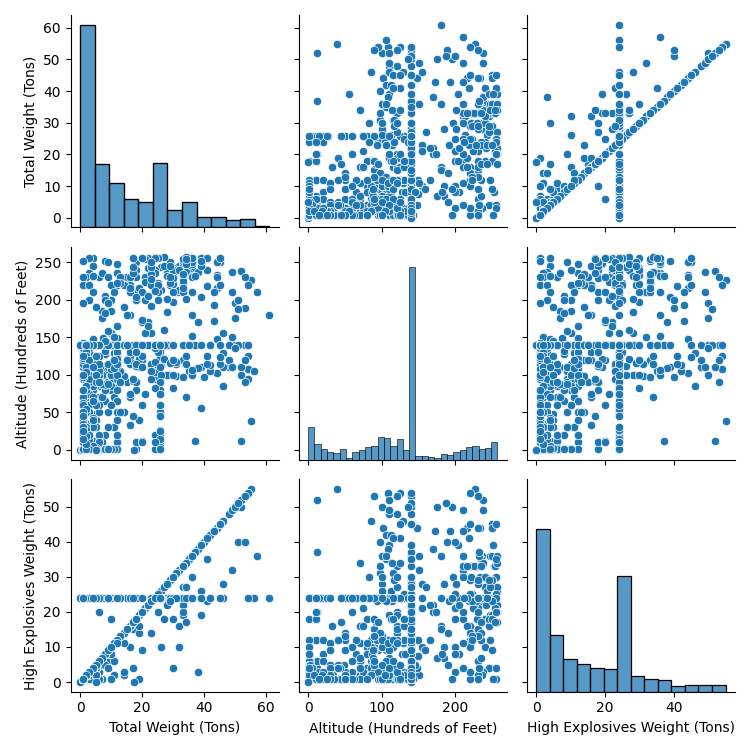 Total Weight (Tons)
60
50
40
30
20
10
0
Altitude (Hundreds of Feet)
250
200
150
100
50
0
High Explosives Weight (Tons)
50
40
30
20
10
0
0 20 40 60
0 100 200
0 20 40
Total Weight (Tons)
Altitude (Hundreds of Feet)
High Explosives Weight (Tons)